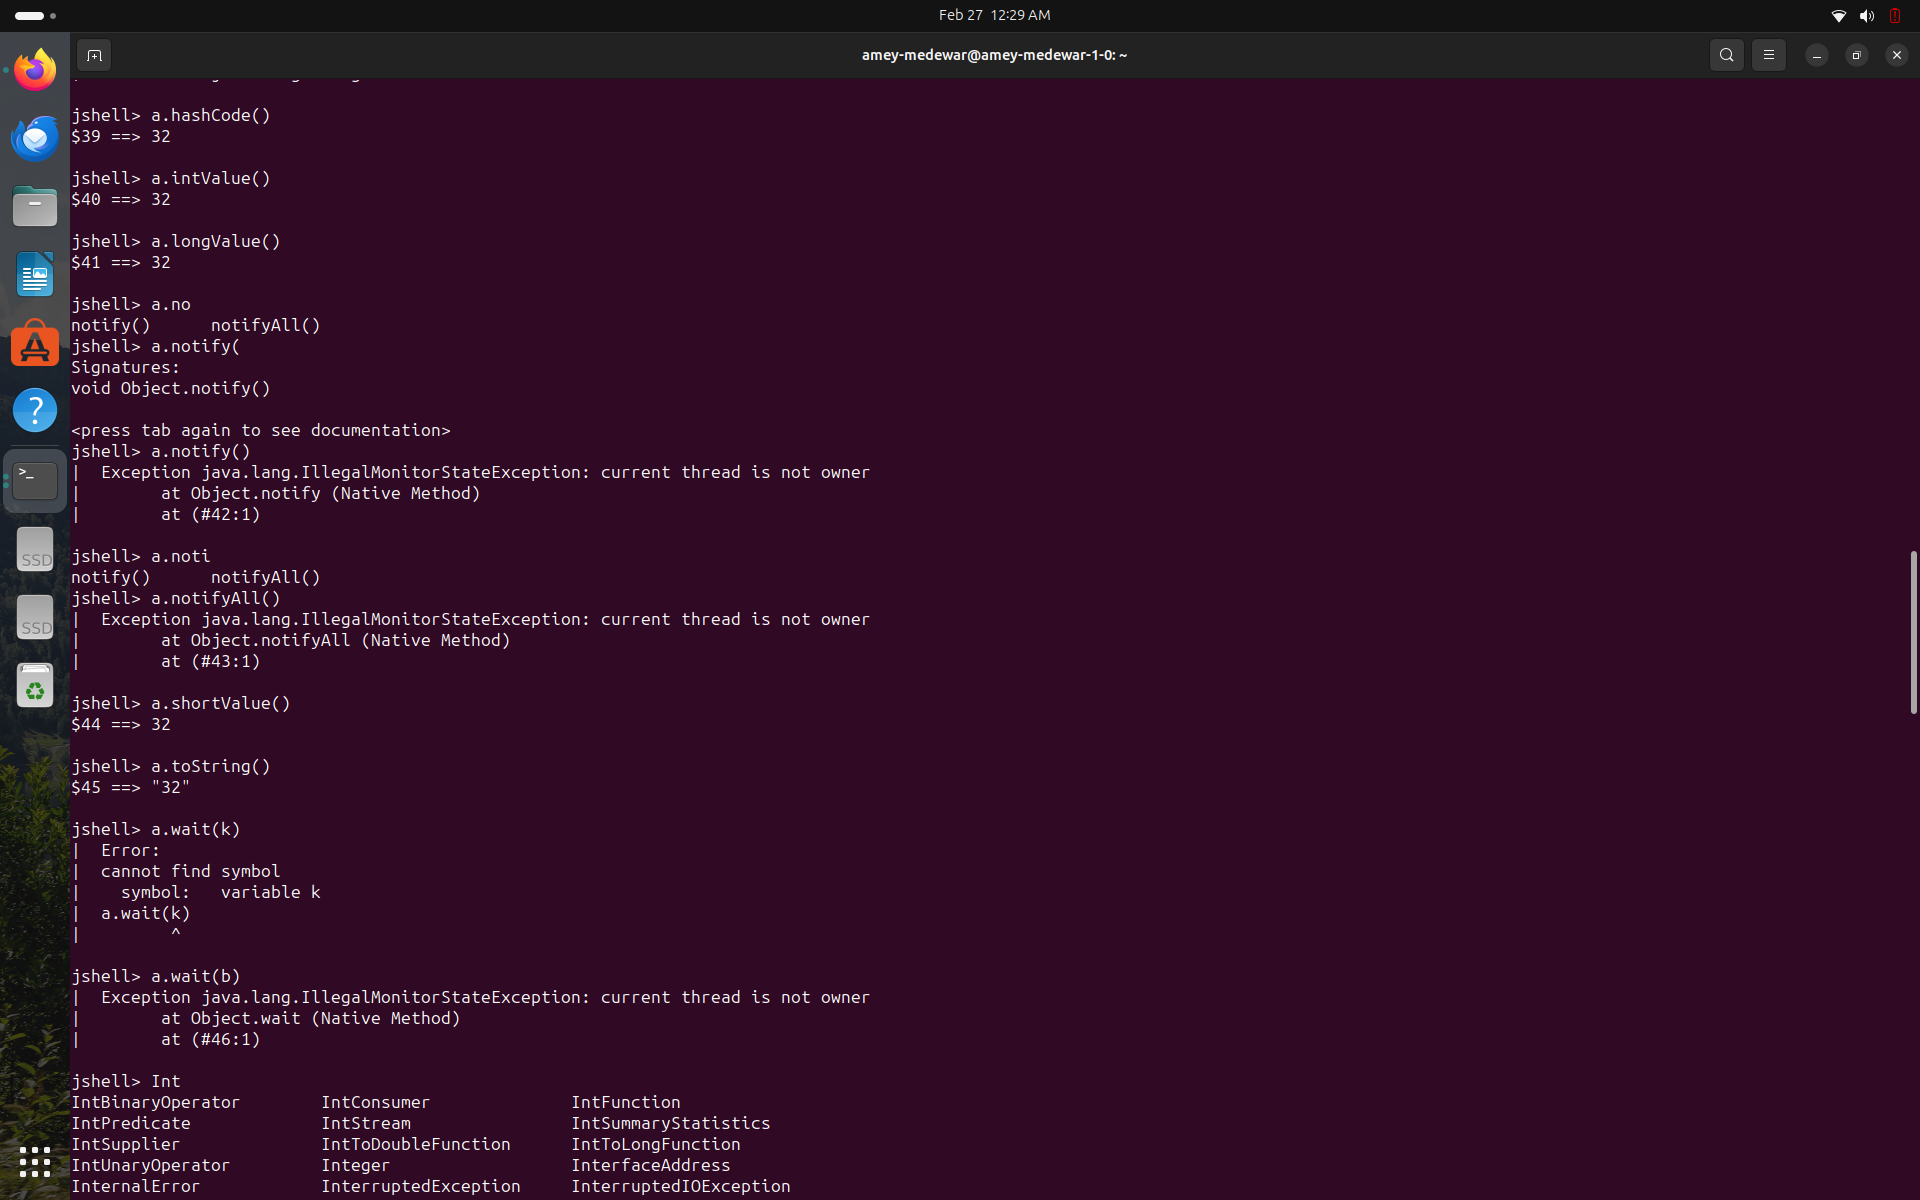 Feb 27  12:29 AM
amey-medewar@amey-medewar-1-0: ~
jshell> a.hashCode()
$39 ==> 32
jshell> a.intValue()
$40 ==> 32
jshell> a.longValue()
$41 ==> 32
jshell> a.no
notify()      notifyAll()
jshell> a.notify(
Signatures:
void Object.notify()
<press tab again to see documentation>
jshell> a.notify()
|  Exception java.lang.IllegalMonitorStateException: current thread is not owner
|        at Object.notify (Native Method)
|        at (#42:1)
jshell> a.noti
notify()      notifyAll()
jshell> a.notifyAll()
|  Exception java.lang.IllegalMonitorStateException: current thread is not owner
|        at Object.notifyAll (Native Method)
|        at (#43:1)
jshell> a.shortValue()
$44 ==> 32
jshell> a.toString()
$45 ==> "32"
jshell> a.wait(k)
|  Error:
|  cannot find symbol
|    symbol:   variable k
|  a.wait(k)
|         ^
jshell> a.wait(b)
|  Exception java.lang.IllegalMonitorStateException: current thread is not owner
|        at Object.wait (Native Method)
|        at (#46:1)
jshell> Int
IntBinaryOperator        IntConsumer              IntFunction
IntPredicate             IntStream                IntSummaryStatistics
IntSupplier              IntToDoubleFunction      IntToLongFunction
IntUnaryOperator         Integer                  InterfaceAddress
InternalError            InterruptedException     InterruptedIOException
SSD
SSD